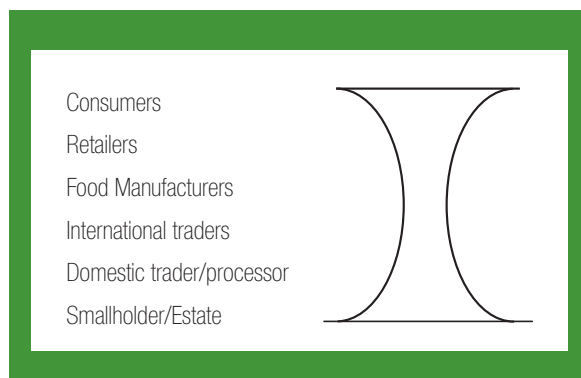 Consumers
Retailers
Food Manufacturers
International traders
Domestic trader/processor
Smallholder/Estate